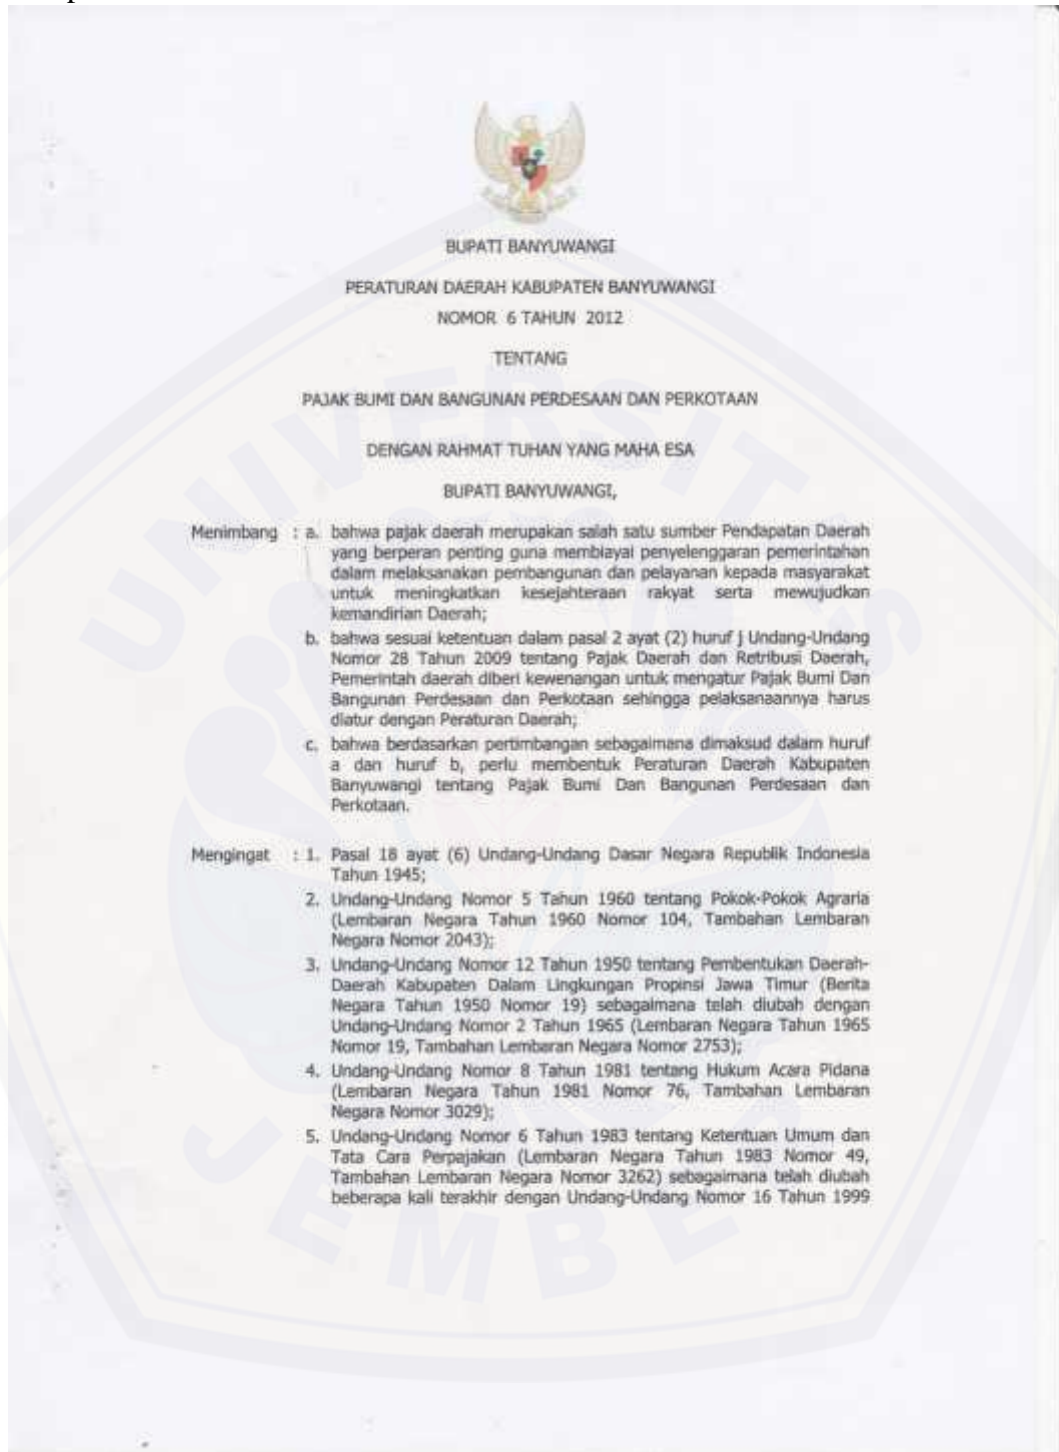 BUPATI BANYUWANGI
PERATURAN DAERAH KABUPATEN BANYUWANGI
NOMOR 6 TAHUN 2012
TENTANG
PAJAK BUMI DAN BANGUNAN PERDESAAN DAN PERKOTAAN
DENGAN RAHMAT TUHAN YANG MAHA ESA
BUPATI BANYUWANGI,
Menimbang : a. bahwa pajak daerah merupakan salah satu sumber Pendapatan Daerah
yang berperan penting guna membiayai penyelenggaran pemerintahan
dalam melaksanakan pembangunan dan pelayanan kepada masyarakat
untuk meningkatkan kesejahteraan rakyat serta mewujudkan
kemandirian Daerah;
b. bahwa sesuai ketentuan dalam pasal 2 ayat (2) huruf j Undang-Undang
Nomor 28 Tahun 2009 tentang Pajak Daerah dan Retribusi Daerah,
Pemerintah daerah diberi kewenangan untuk mengatur Pajak Bumi Dan
Bangunan Perdesaan dan Perkotaan sehingga pelaksanaannya harus
diatur dengan Peraturan Daerah;
c. bahwa berdasarkan pertimbangan sebagaimana dimaksud dalam huruf
a dan huruf b, perlu membentuk Peraturan Daerah Kabupaten
Banyuwangi tentang Pajak Bumi Dan Bangunan Perdesaan dan
Perkotaan.
Mengingat : 1. Pasal 18 ayat (6) Undang-Undang Dasar Negara Republik Indonesia
Tahun 1945;
2. Undang-Undang Nomor 5 Tahun 1960 tentang Pokok-Pokok Agraria
(Lembaran Negara Tahun 1960 Nomor 104, Tambahan Lembaran
Negara Nomor 2043);
3. Undang-Undang Nomor 12 Tahun 1950 tentang Pembentukan Daerah-
Daerah Kabupaten Dalam Lingkungan Propinsi Jawa Timur (Berita
Negara Tahun 1950 Nomor 19) sebagaimana telah diubah dengan
Undang-Undang Nomor 2 Tahun 1965 (Lembaran Negara Tahun 1965
Nomor 19, Tambahan Lembaran Negara Nomor 2753);
4. Undang-Undang Nomor 8 Tahun 1981 tentang Hukum Acara Pidana
(Lembaran Negara Tahun 1981 Nomor 76, Tambahan Lembaran
Negara Nomor 3029);
5. Undang-Undang Nomor 6 Tahun 1983 tentang Ketentuan Umum dan
Tata Cara Perpajakan (Lembaran Negara Tahun 1983 Nomor 49,
Tambahan Lembaran Negara Nomor 3262) sebagaimana telah diubah
beberapa kali terakhir dengan Undang-Undang Nomor 16 Tahun 1999
UNIVERSITAS
JEMBER